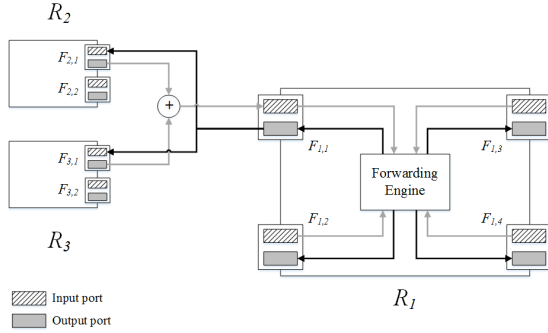 R2
F2,1
F2,2
+
F3,1
F3,2
R3
F1,1
F1,3
Forwarding
Engine
F1,2
F1,4
R1
Input port
Output port